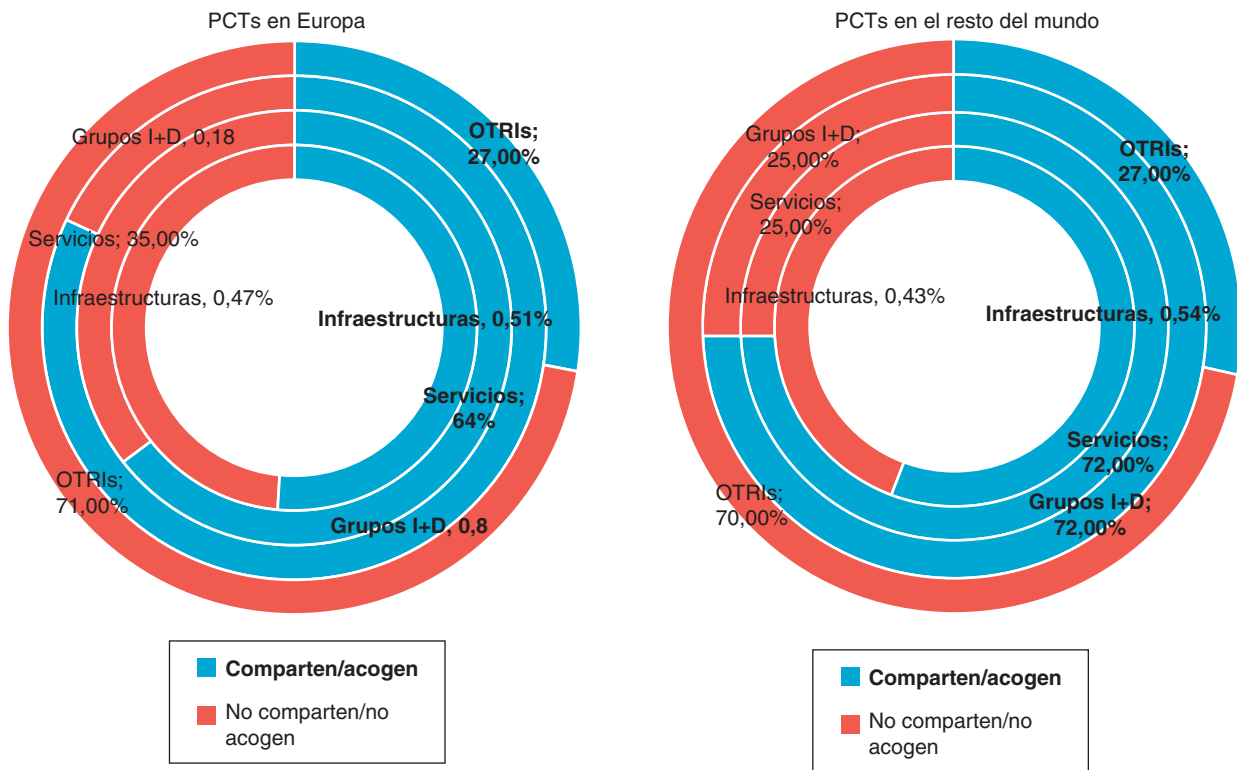 PCTs en Europa
Grupos I+D, 0,18
OTRIs;
27,00%
Servicios; 35,00%
Infraestructuras, 0,47%
Infraestructuras, 0,51%
Servicios;
64%
OTRIs;
71,00%
Grupos I+D, 0,8
Comparten/acogen
No comparten/no
acogen
PCTs en el resto del mundo
Grupos I+D;
25,00%
OTRIs;
27,00%
Servicios;
25,00%
Infraestructuras, 0,43%
Infraestructuras, 0,54%
Servicios;
72,00%
OTRIs;
70,00%
Grupos I+D;
72,00%
Comparten/acogen
No comparten/no
acogen